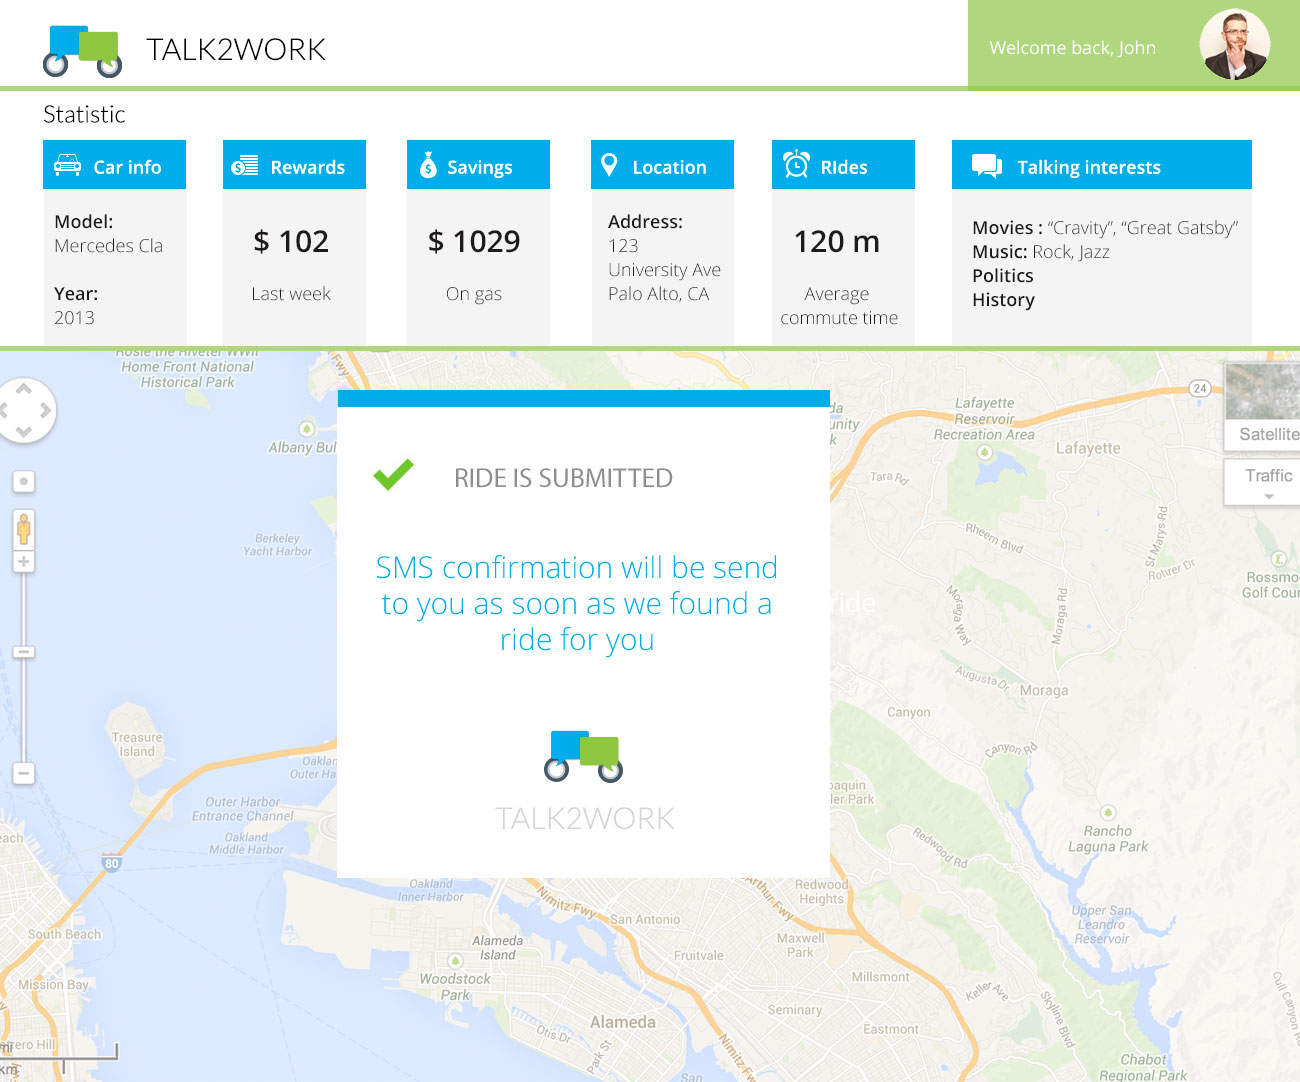 TALK2WORK
Welcome back, John
Statistic
Car info
Model:
Mercedes Cla
Year:
2013
Rewards
$ 102
Last week
Savings
$ 1029
On gas
Location
Address:
123
University Ave
Palo Alto, CA
RIdes
120 m
Average
commute time
Talking interests
Movies : “Cravity”, “Great Gatsby”
Music: Rock, Jazz
Politics
History
Rosie the Riveter WWII
Home Front National
Historical Park
Albany Bul
Berkeley
Yacht Harbor
RIDE IS SUBMITTED
SMS confirmation will be send
to you as soon as we found a
ride for you
ride
TALK2WORK
24
Satellite
Traffic
Lafayette
Reservoir
Recreation Area
Lafayette
Tara Rd
Rheem Blvd
St Marys Rd
Rohrer Dr
Rossmo
Golf Cour
Moraga Way
Moraga Rd
Augusta Dr
Moraga
Canyon
Canyon Rd
Treasure
Island
Oaklan
Outer Ha
Outer Harbor
Entrance Channel
Oakland
Middle Harbor
80
each
oaquin
ler Park
Rancho
Laguna Park
Redwood Rd
Oakland
Inner Harbor
Nimitz Fwy
Arthur Fwy
Redwood
Heights
San Antonio
Upper San
Leandro
Reservoir
South Beach
Alameda
Island
Fruitvale
Maxwell
Park
Mission Bay
Woodstock
Park
Millsmont
Keller Ave
Skyline Blvd
Seminary
Alameda
Otis Dr
Park St
Nimitz Fwy
Eastmont
rero Hill
mi
km
Chabot
Regional Park